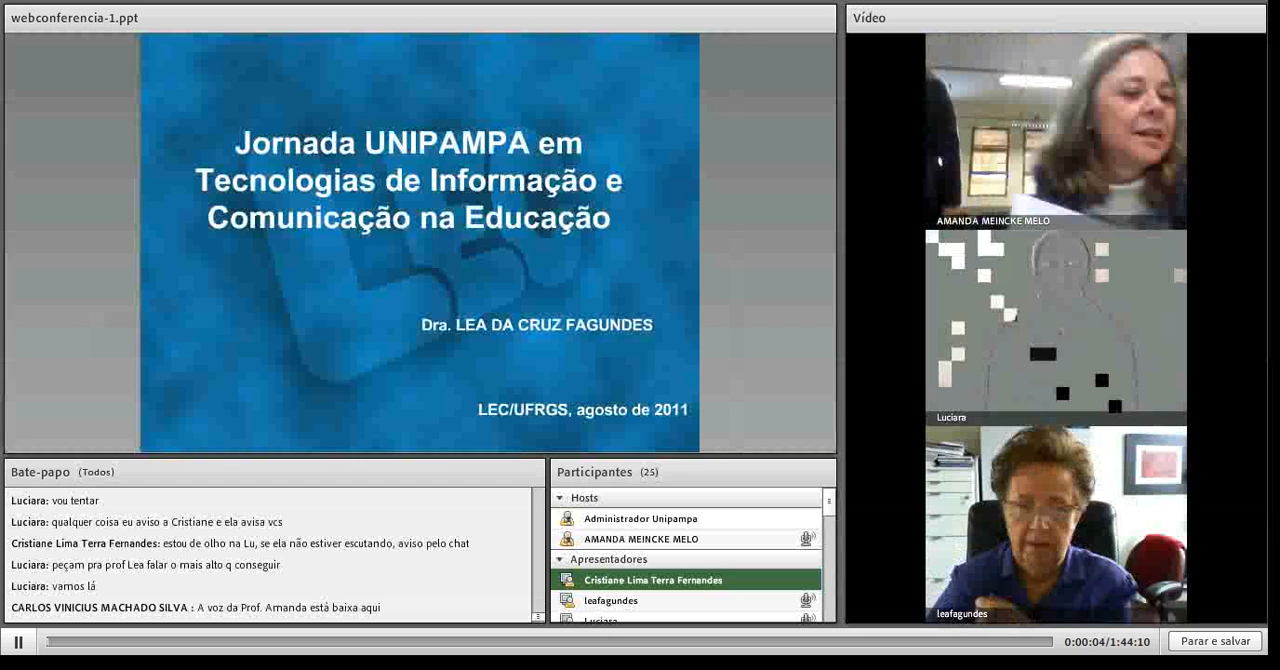 webconferencia-1.ppt
Jornada UNIPAMPA em
Tecnologias de Informação e
Comunicação na Educação
Dra. LEA DA CRUZ FAGUNDES
LEC/UFRGS, agosto de 2011
Vídeo
AMANDA MEINCKE MELO
Luciara
leafagundes
Bate-papo (Todos)
Luciara: vou tentar
Luciara: qualquer coisa eu aviso a Cristiane e ela avisa vcs
Cristiane Lima Terra Fernandes: estou de olho na Lu, se ela não estiver escutando, aviso pelo chat
Luciara: peçam pra prof Lea falar o mais alto q conseguir
Luciara: vamos lá
CARLOS VINICIUS MACHADO SILVA : A voz da Prof. Amanda está baixa aqui
Participantes (25)
Hosts
Administrador Unipampa
AMANDA MEINCKE MELO
Apresentadores
Cristiane Lima Terra Fernandes
leafagundes
Luciara
0:00:04/1:44:10
Parar e salvar